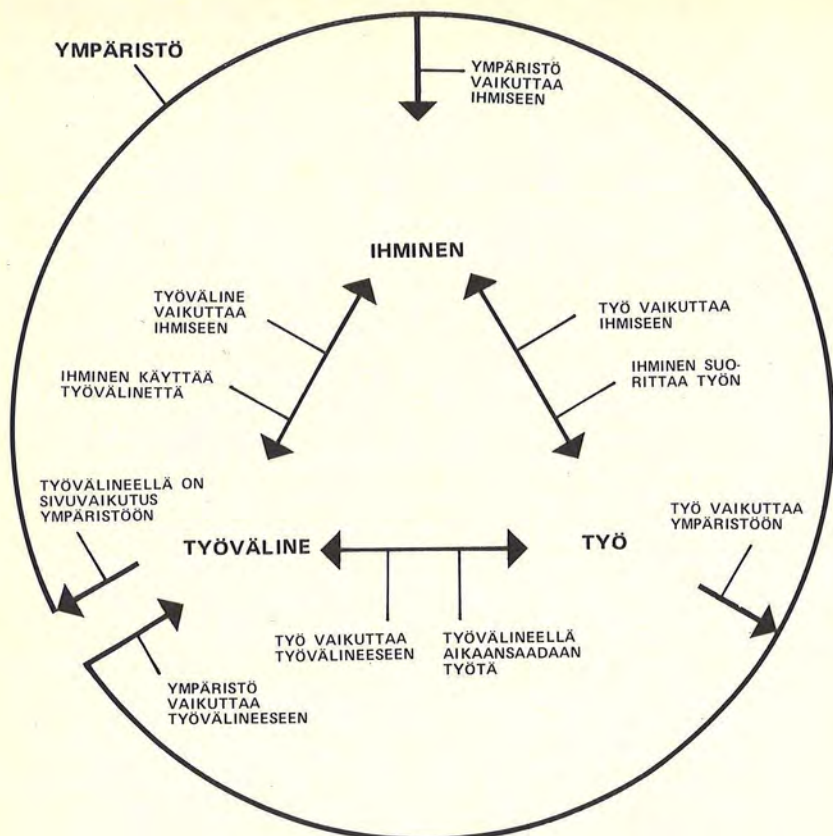 YMPÄRISTÖ
YMPÄRISTÖ
VAIKUTTAA
IHMISEEN
IHMINEN
TYÖVÄLINE
VAIKUTTAA
IHMISEEN
TYÖ VAIKUTTAA
IHMISEEN
IHMINEN KÄYTTÄÄ
TYÖVÄLINETTÄ
IHMINEN SUO-
RITTAA TYÖN
TYÖVÄLINEELLÄ ON
SIVUVAIKUTUS
YMPÄRISTÖÖN
TYÖ VAIKUTTAA
YMPÄRISTÖÖN
TYÖVÄLINE
TYÖ
TYÖ VAIKUTTAA
TYÖVÄLINEESEEN
TYÖVÄLINEELLÄ
AIKAANSAADAAN
TYÖTÄ
YMPÄRISTÖ
VAIKUTTAA
TYÖVÄLINEESEEN